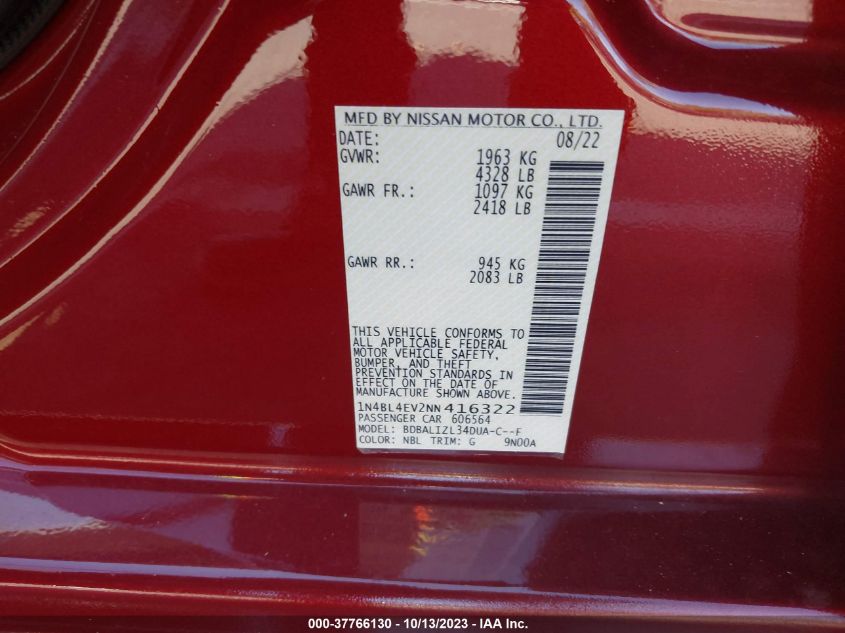 MFD BY NISSAN MOTOR CO., LTD.
DATE: 08/22
GVWR: 1963 KG
4328 LB
GAWR FR.: 1097 KG
2418 LB
GAWR RR.: 945 KG
2083 LB
THIS VEHICLE CONFORMS TO
ALL APPLICABLE FEDERAL
MOTOR VEHICLE SAFETY,
BUMPER, AND THEFT
PREVENTION STANDARDS IN
EFFECT ON THE DATE OF
MANUFACTURE SHOWN ABOVE.
1N4BL4EV2NN416322
PASSENGER CAR 606564
MODEL: BDBALIZL34DUA-C--F
COLOR: NBL TRIM: G 9N00A
000-37766130 - 10/13/2023 - IAAI - Copart, Inc.